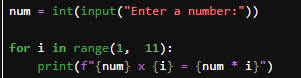 num = int(input("Enter a number:"))
for i in range(1,  11):
    print(f"{num} x {i} = {num * i}")